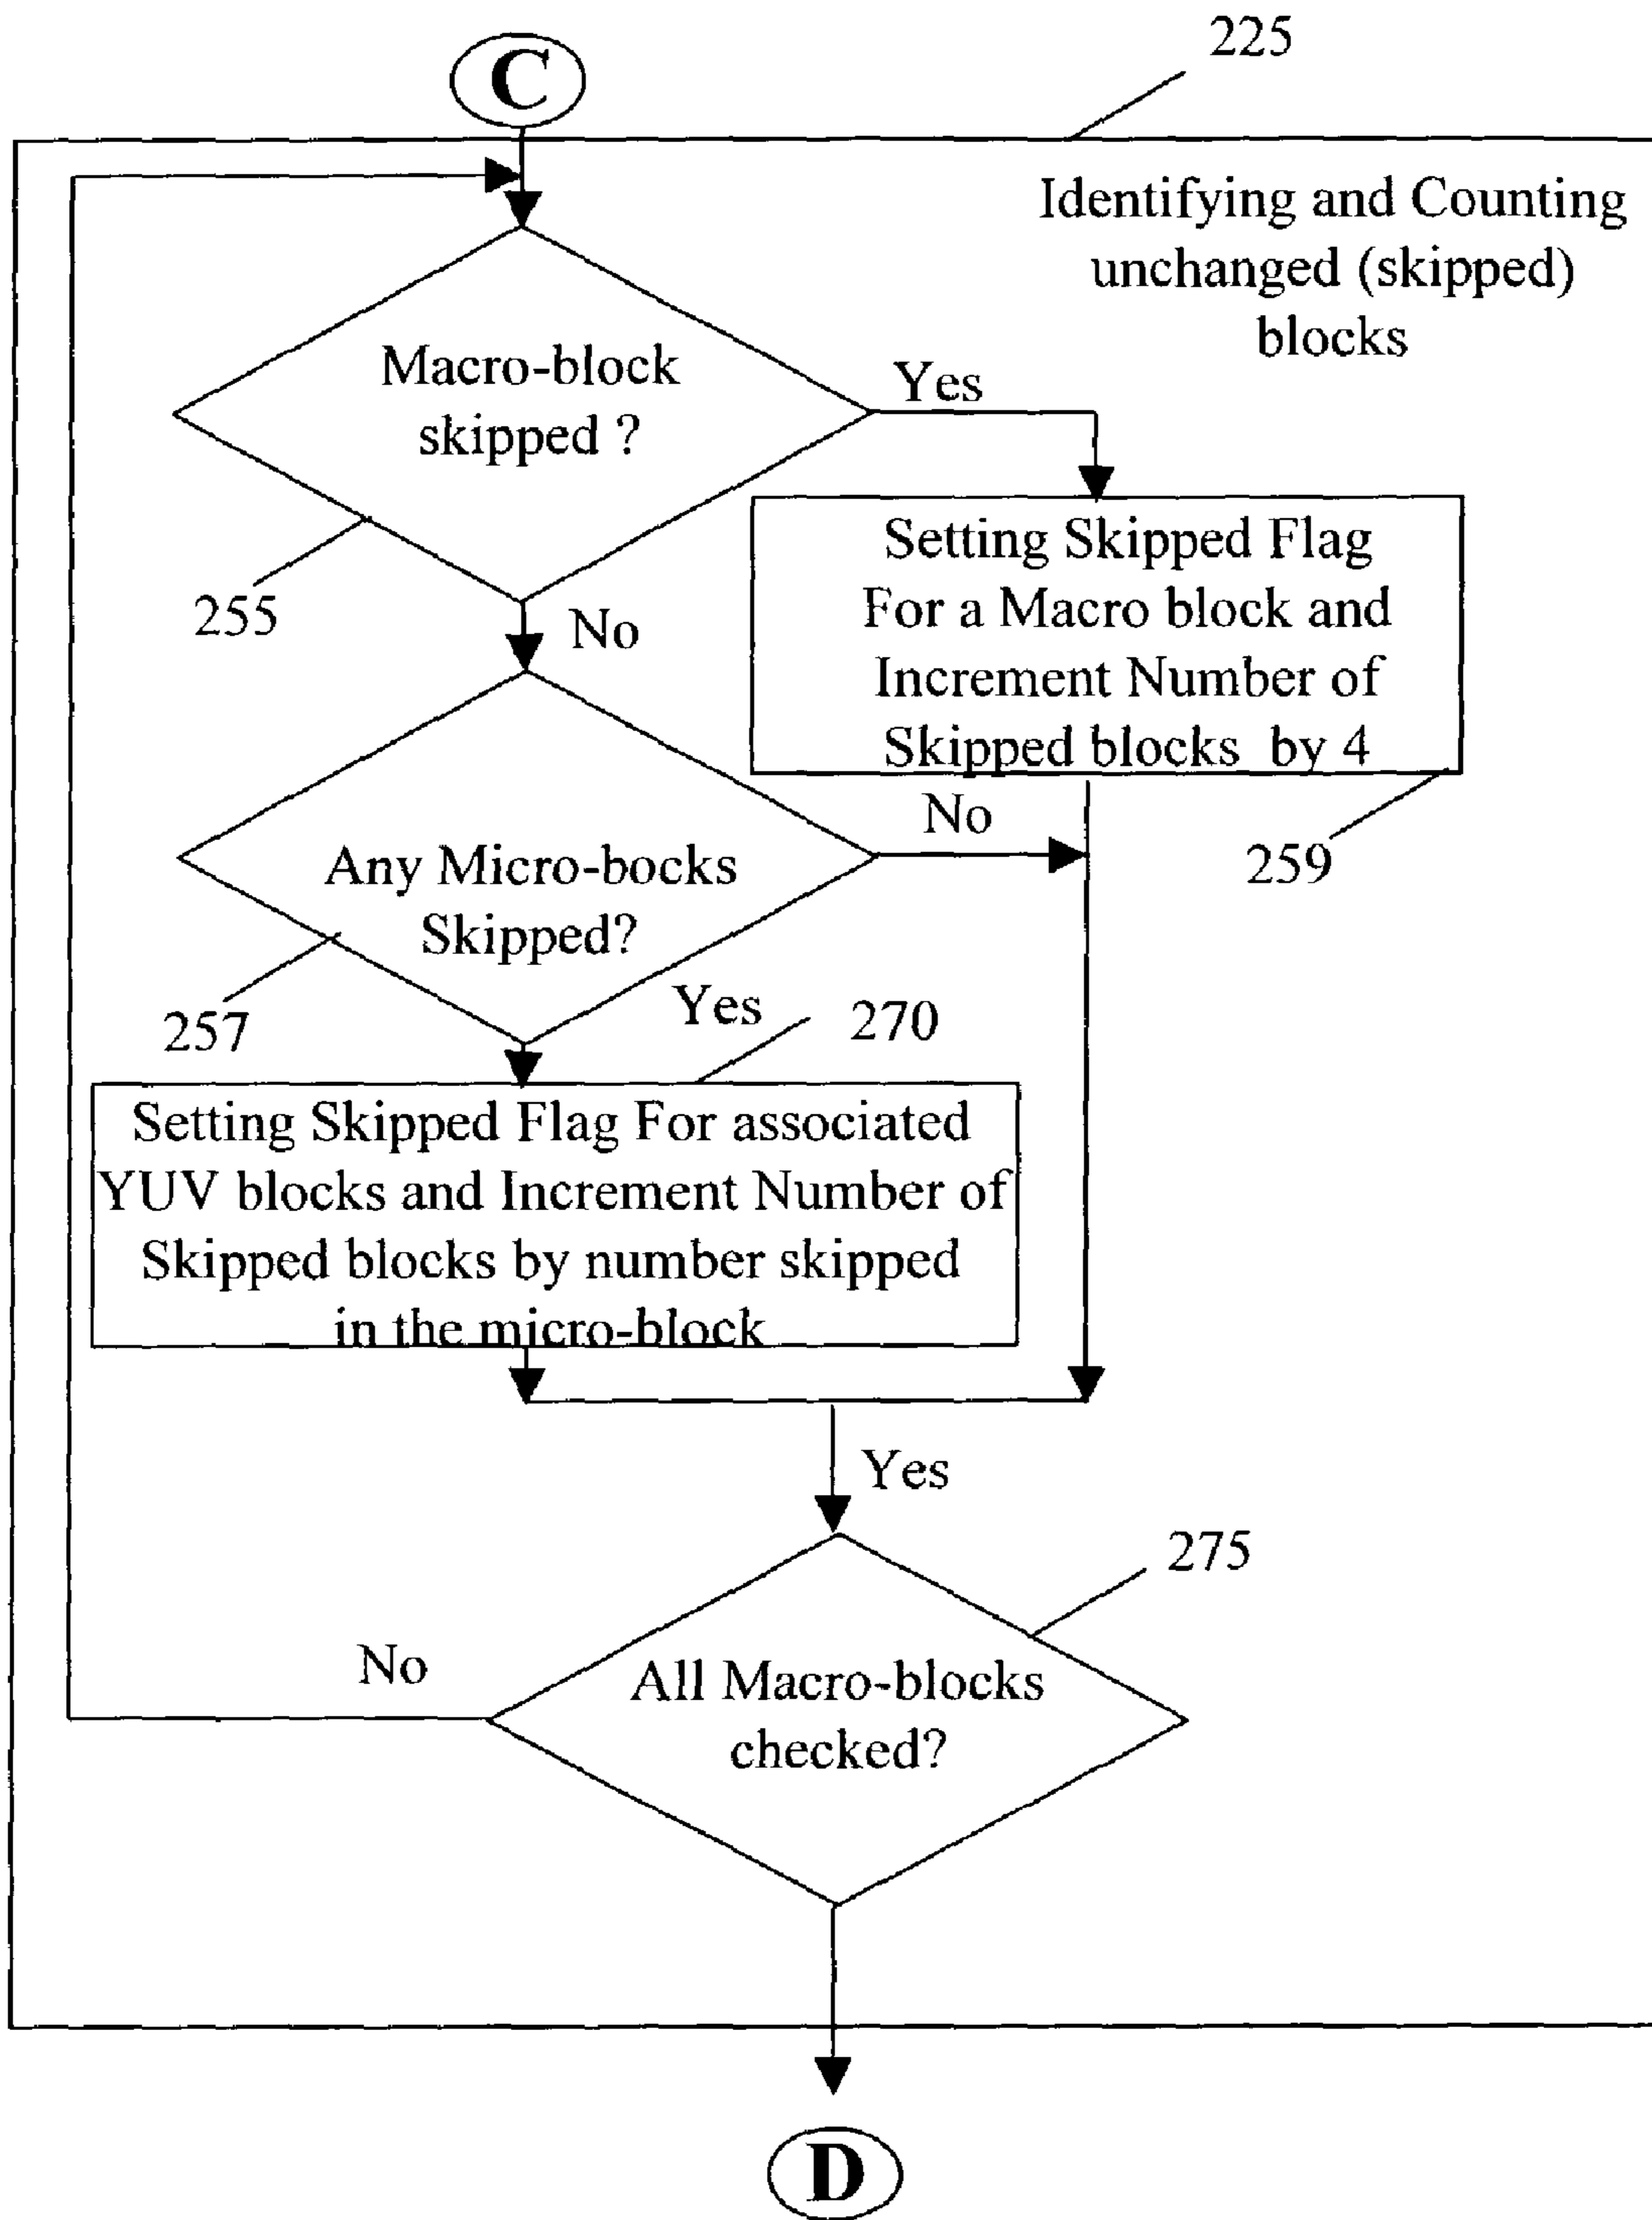 225
C
Identifying and Counting
unchanged (skipped)
blocks
Macro-block
skipped ?
Yes
255
No
Setting Skipped Flag
For a Macro block and
Increment Number of
Skipped blocks by 4
259
Any Micro-bocks
Skipped?
No
257
Yes
270
Setting Skipped Flag For associated
YUV blocks and Increment Number of
Skipped blocks by number skipped
in the micro-block
Yes
275
No
All Macro-blocks
checked?
D